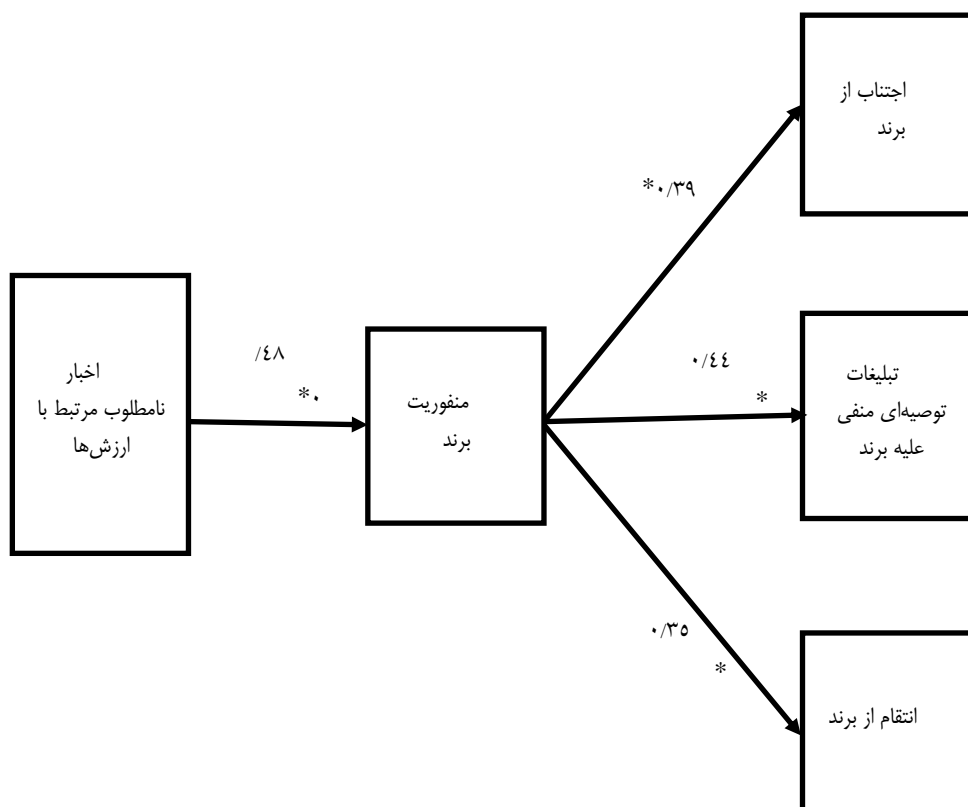 اجتناب از
برند
*۰/۳۹
اخبار
نامطلوب مرتبط با
ارزش‌ها
/٤٨
*۰
منفوریت
برند
۰/٤٤
*
تبلیغات
توصیه‌ای منفی
علیه برند
۰/۳٥
*
انتقام از برند